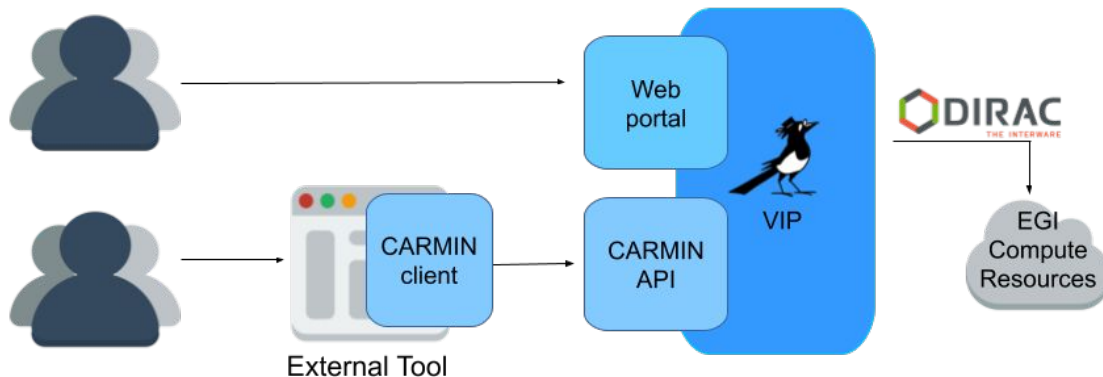 Web
portal
DIRAC
THE INTERWARE
VIP
EGI
Compute
Resources
CARMIN
client
CARMIN
API
External Tool